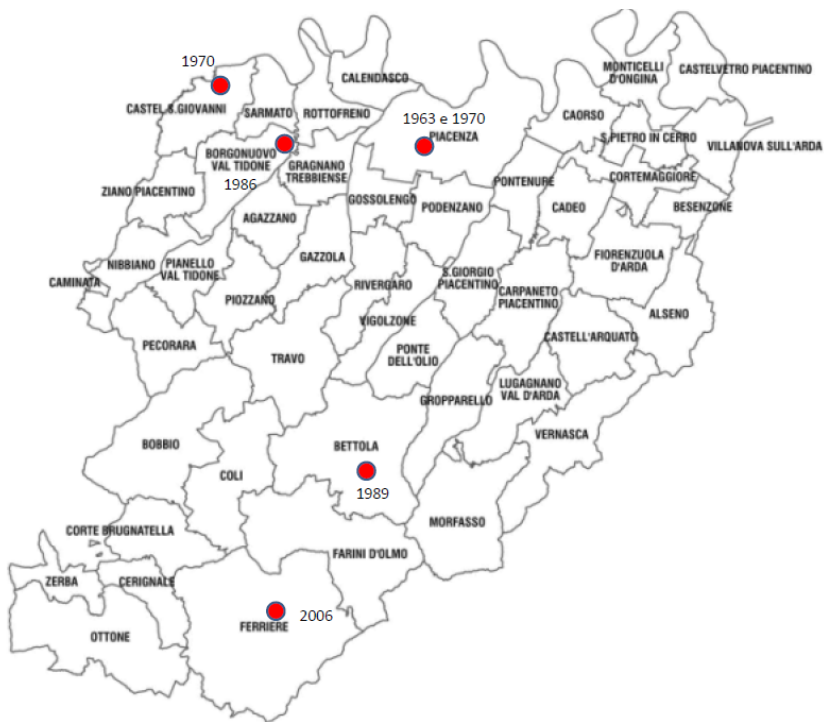 MONTICELLI
D'ONGINA
CASTELVETRO PIACENTINO
1970
CALENDASCO
CASTEL S.GIOVANNI
SARMATO
ROTTOFRENO
1963 e 1970
PIACENZA
CAORSO
S.PIETRO IN CERRO
VILLANOVA SULL'ARDA
BORGONUOVO
VAL TIDONE
1986
GRAGNANO
TREBBIENSE
ZIANO PIACENTINO
GOSSOLENGO
PODENZANO
PONTENURE
CADEO
CORTEMAGGIORE
BESENZONE
AGAZZANO
NIBBIANO
PIANELLO
VAL TIDONE
GAZZOLA
CAMINATA
PIOZZANO
RIVERGARO
S.GIORGIO
PIACENTINO
FIORENZUOLA
D'ARDA
CARPANETO
PIACENTINO
VIGOLZONE
ALSENO
PECORARA
TRAVO
PONTE
DELL'OLIO
CASTELL'ARQUATO
GROPPARELLO
LUGAGNANO
VAL D'ARDA
VERNASCA
BOBBIO
COLI
BETTOLA
1989
MORFASSO
CORTE BRUGNATELLA
FARINI D'OLMO
ZERBA
CERIGNALE
FERRIERE
2006
OTTONE